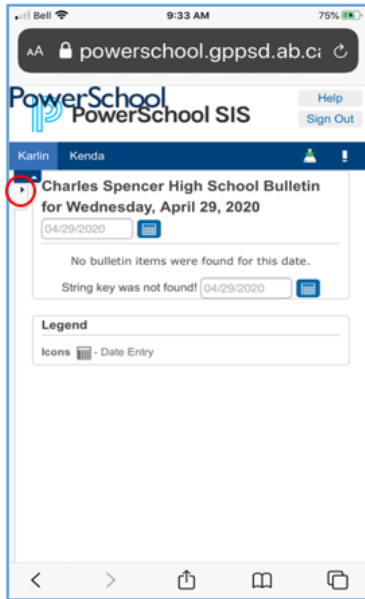 Bell 9:33 AM 75%
AA powerschool.gppsd.ab.ca
PowerSchool
PowerSchool SIS
Help
Sign Out
Karlin Kenda
Charles Spencer High School Bulletin
for Wednesday, April 29, 2020
04/29/2020
No bulletin items were found for this date.
String key was not found! 04/29/2020
Legend
Icons - Date Entry